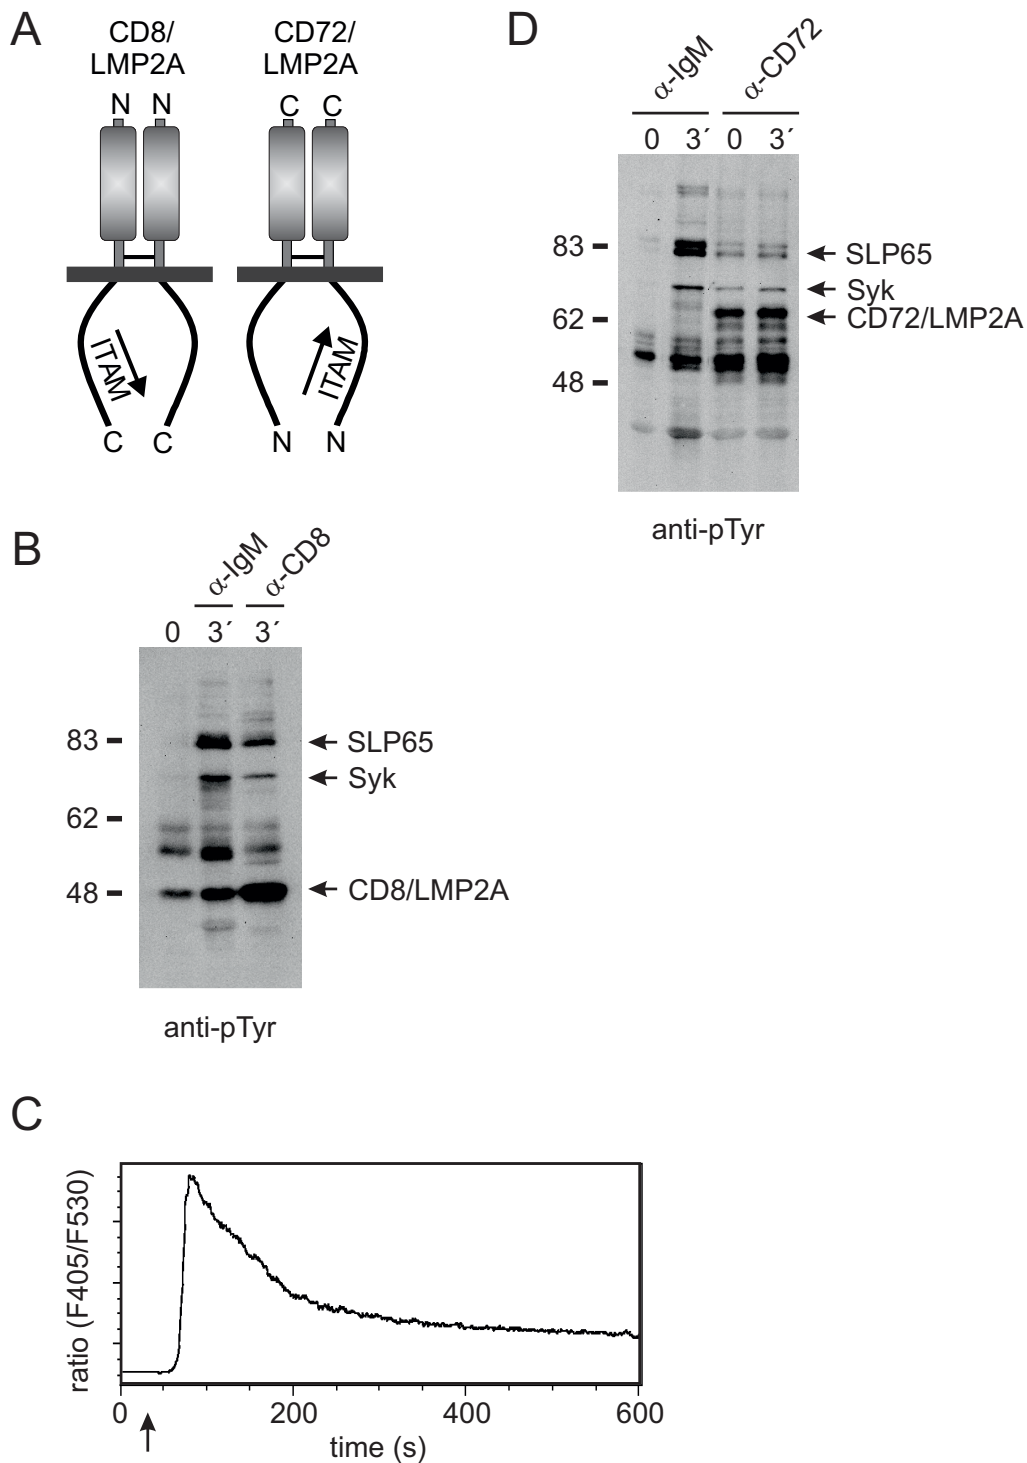 A
CD8/
LMP2A
N N
ITAM
C C
CD72/
LMP2A
C C
ITAM
N N
B
α-IgM
α-CD8
0 3´ 3´
83
62
48
SLP65
Syk
CD8/LMP2A
anti-pTyr
C
ratio (F405/F530)
0 200 400 600
time (s)
D
α-IgM
α-CD72
0 3´ 0 3´
83
62
48
SLP65
Syk
CD72/LMP2A
anti-pTyr